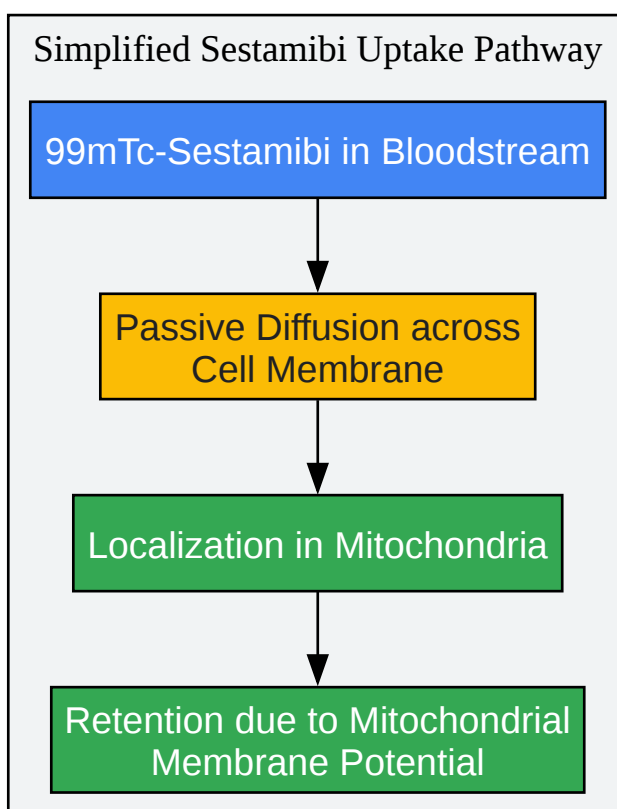 Simplified Sestamibi Uptake Pathway
99mTc-Sestamibi in Bloodstream
Passive Diffusion across
Cell Membrane
Localization in Mitochondria
Retention due to Mitochondrial
Membrane Potential